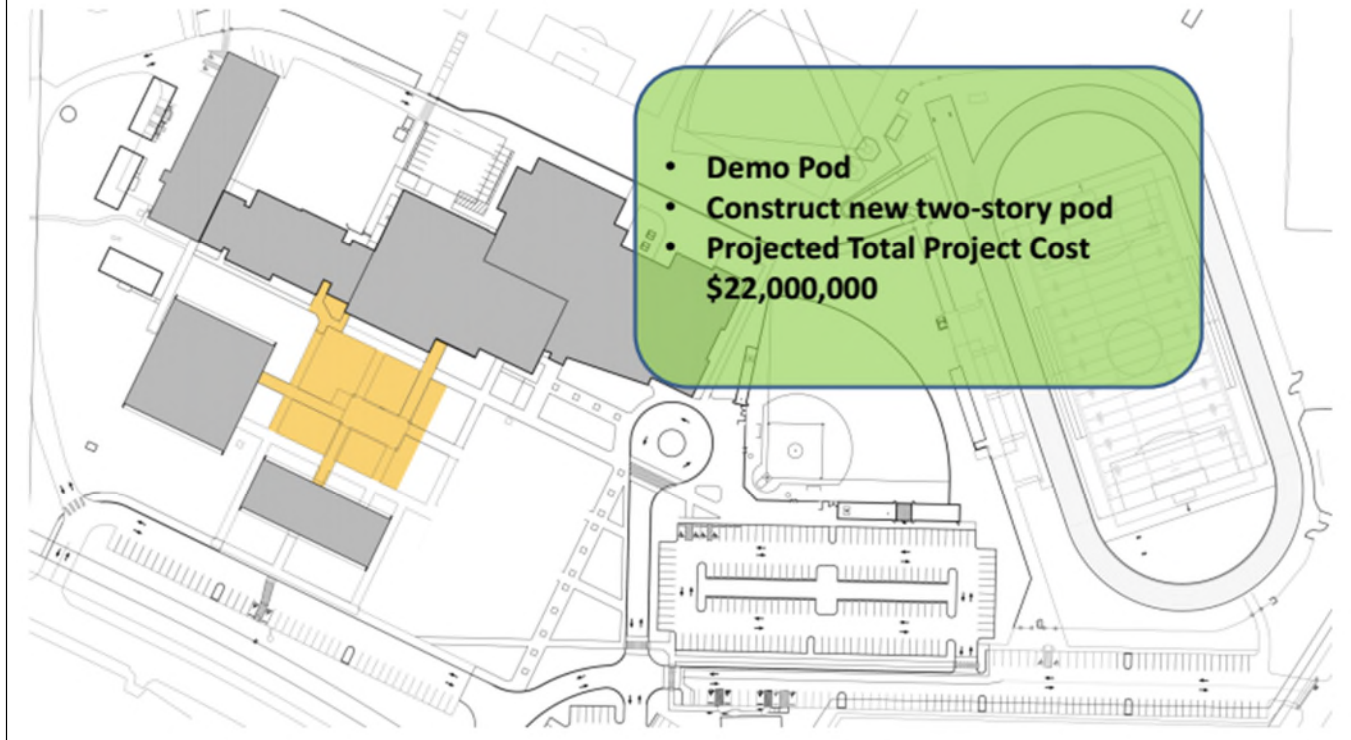 • Demo Pod
• Construct new two-story pod
• Projected Total Project Cost
$22,000,000